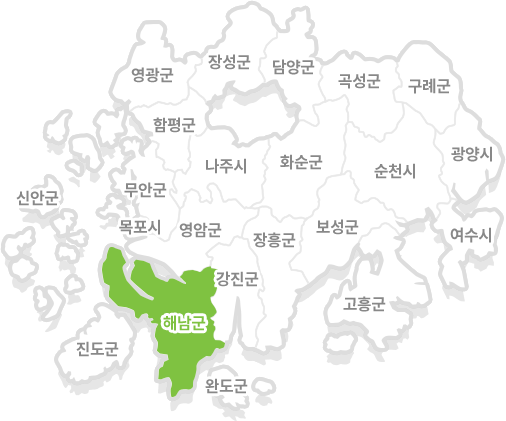 장성군
담양군
영광군
곡성군
구례군
함평군
광양시
나주시
화순군
순천시
신안군
무안군
목포시
영암군
장흥군
보성군
여수시
강진군
고흥군
해남군
진도군
완도군